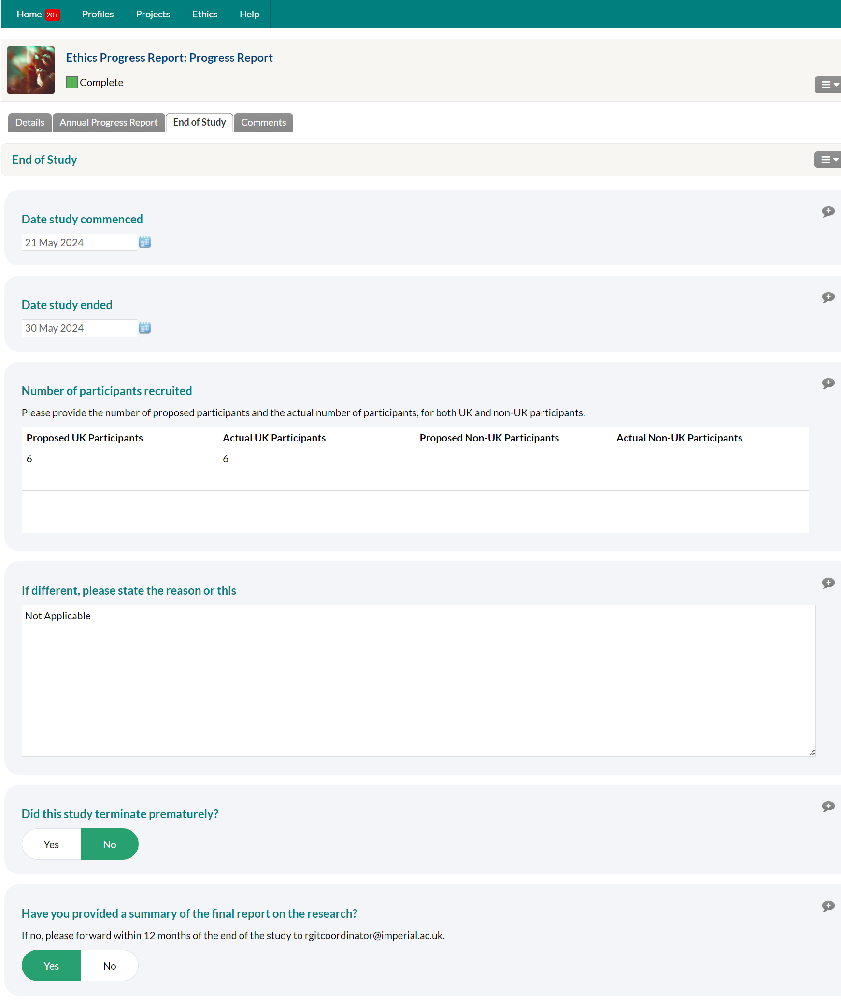 Home 20+ Profiles Projects Ethics Help
Ethics Progress Report: Progress Report
Complete
Details Annual Progress Report End of Study Comments
End of Study
Date study commenced
21 May 2024
Date study ended
30 May 2024
Number of participants recruited
Please provide the number of proposed participants and the actual number of participants, for both UK and non-UK participants.
Proposed UK Participants Actual UK Participants Proposed Non-UK Participants Actual Non-UK Participants
6 6
If different, please state the reason or this
Not Applicable
Did this study terminate prematurely?
Yes No
Have you provided a summary of the final report on the research?
If no, please forward within 12 months of the end of the study to rgitcoordinator@imperial.ac.uk.
Yes No